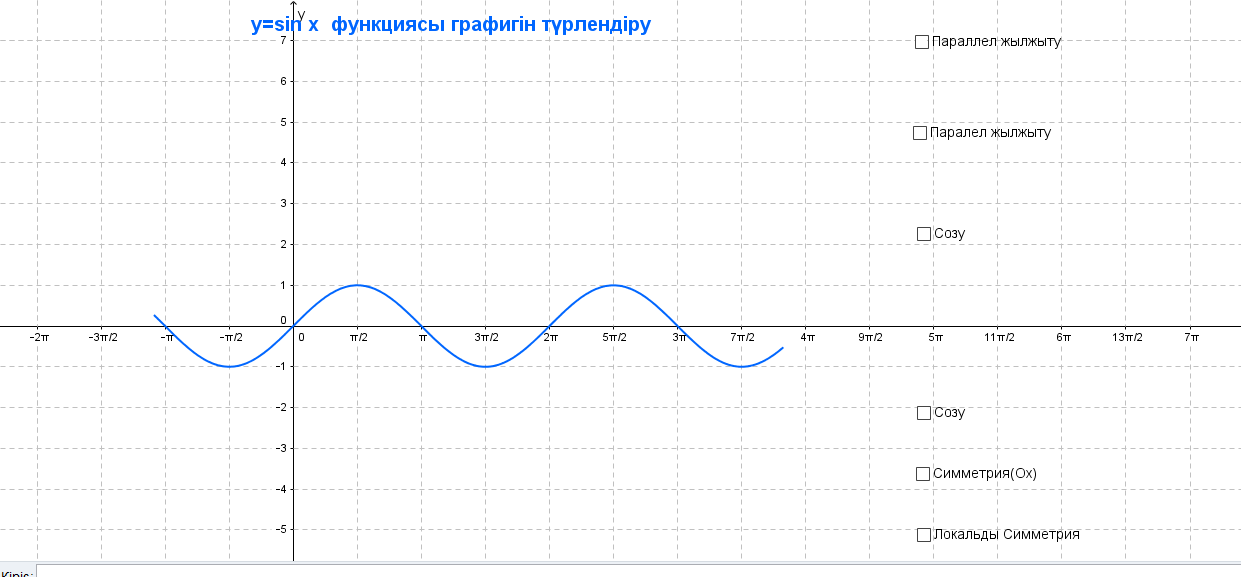 y
y=sin x функциясы графигін түрлендіру
7
Параллел жылжыту
6
5
Паралел жылжыту
4
3
Созу
2
1
0
-2π -3π/2 -π -π/2 0 π/2 π 3π/2 2π 5π/2 3π 7π/2 4π 9π/2 5π 11π/2 6π 13π/2 7π
-1
-2
Созу
-3
Симметрия(Ox)
-4
-5
Локальды Симметрия
Kiris: